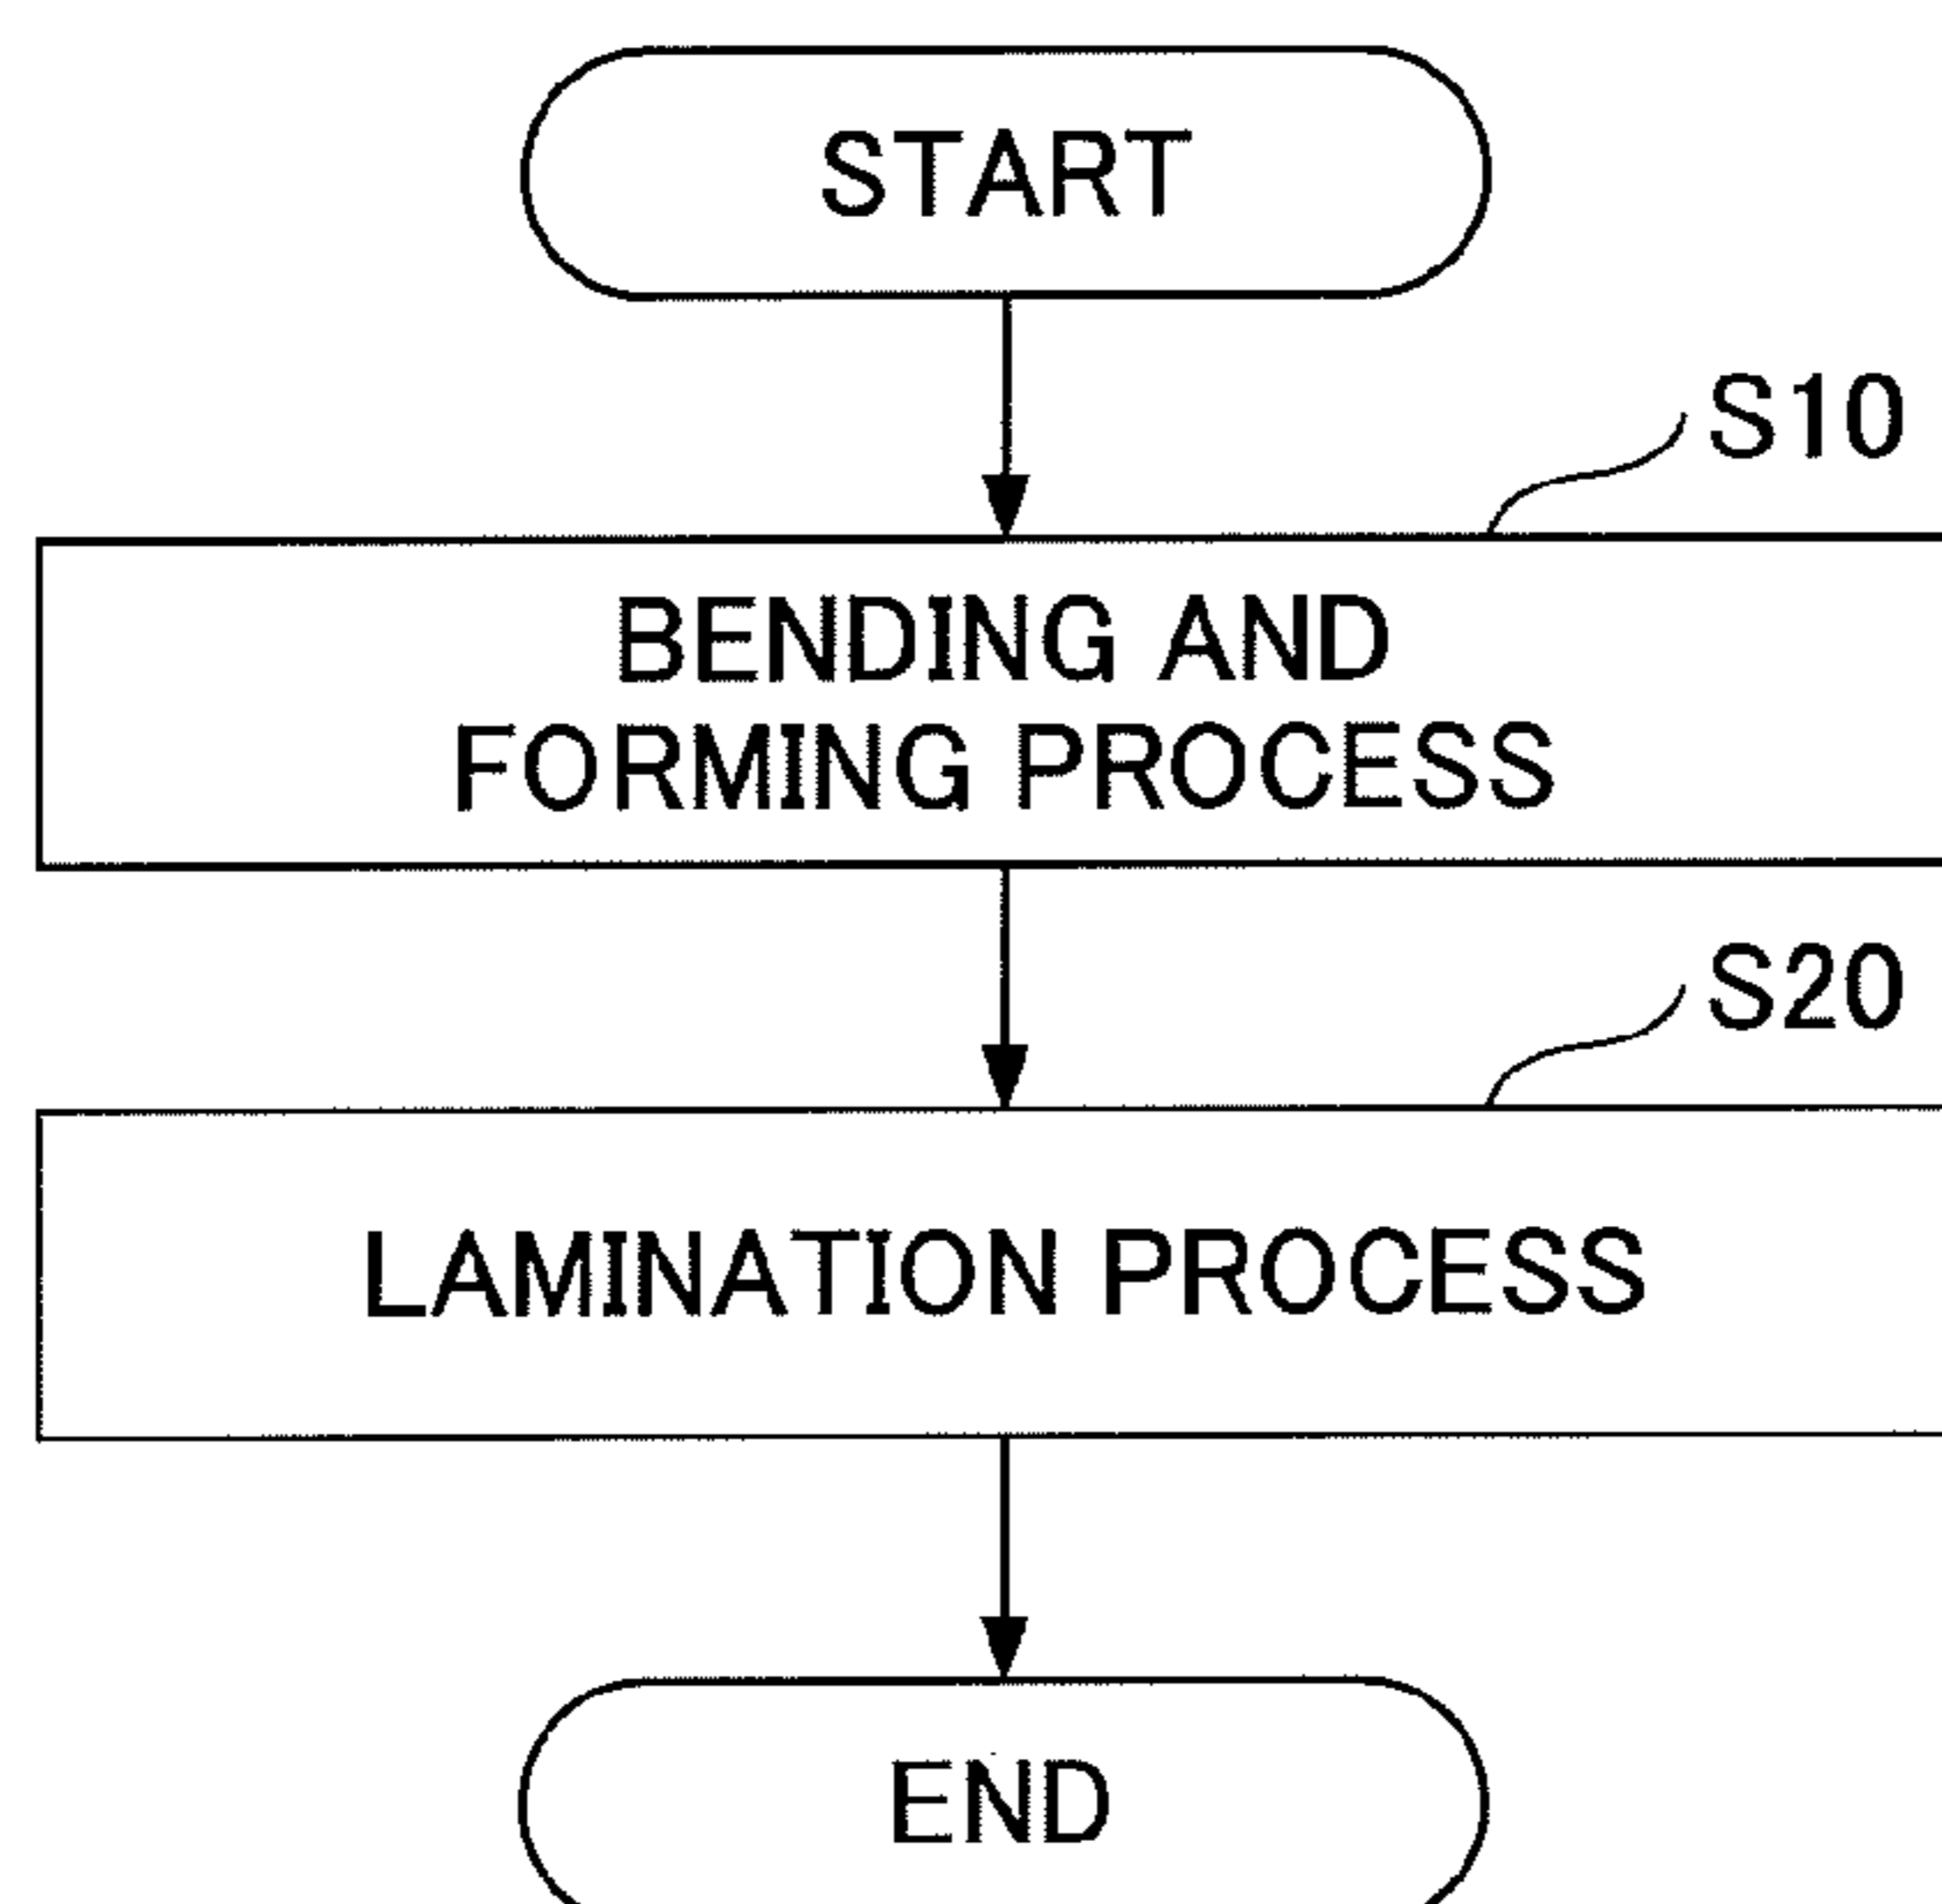 START
S10
BENDING AND
FORMING PROCESS
S20
LAMINATION PROCESS
END